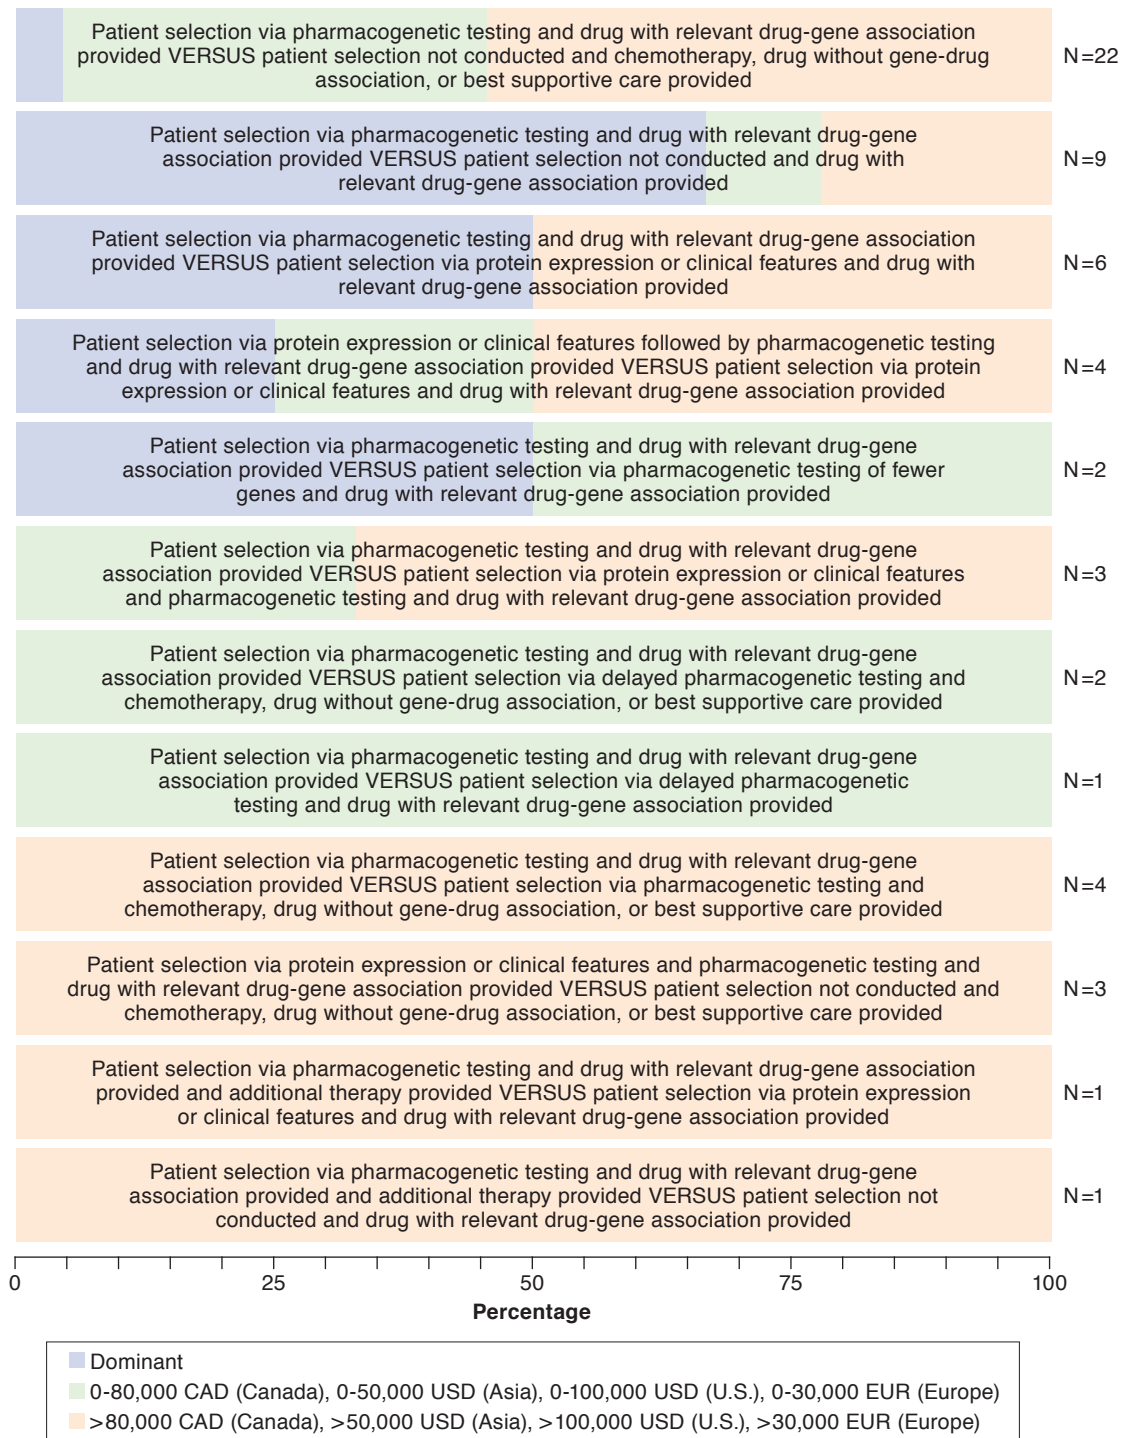 Patient selection via pharmacogenetic testing and drug with relevant drug-gene association
provided VERSUS patient selection not conducted and chemotherapy, drug without gene-drug
association, or best supportive care provided
N=22
Patient selection via pharmacogenetic testing and drug with relevant drug-gene
association provided VERSUS patient selection not conducted and drug with
relevant drug-gene association provided
N=9
Patient selection via pharmacogenetic testing and drug with relevant drug-gene association
provided VERSUS patient selection via protein expression or clinical features and drug with
relevant drug-gene association provided
N=6
Patient selection via protein expression or clinical features followed by pharmacogenetic testing
and drug with relevant drug-gene association provided VERSUS patient selection via protein
expression or clinical features and drug with relevant drug-gene association provided
N=4
Patient selection via pharmacogenetic testing and drug with relevant drug-gene
association provided VERSUS patient selection via pharmacogenetic testing of fewer
genes and drug with relevant drug-gene association provided
N=2
Patient selection via pharmacogenetic testing and drug with relevant drug-gene
association provided VERSUS patient selection via protein expression or clinical features
and pharmacogenetic testing and drug with relevant drug-gene association provided
N=3
Patient selection via pharmacogenetic testing and drug with relevant drug-gene
association provided VERSUS patient selection via delayed pharmacogenetic testing and
chemotherapy, drug without gene-drug association, or best supportive care provided
N=2
Patient selection via pharmacogenetic testing and drug with relevant drug-gene
association provided VERSUS patient selection via delayed pharmacogenetic
testing and drug with relevant drug-gene association provided
N=1
Patient selection via pharmacogenetic testing and drug with relevant drug-gene
association provided VERSUS patient selection via pharmacogenetic testing and
chemotherapy, drug without gene-drug association, or best supportive care provided
N=4
Patient selection via protein expression or clinical features and pharmacogenetic testing and
drug with relevant drug-gene association provided VERSUS patient selection not conducted and
chemotherapy, drug without gene-drug association, or best supportive care provided
N=3
Patient selection via pharmacogenetic testing and drug with relevant drug-gene association
provided and additional therapy provided VERSUS patient selection via protein expression
or clinical features and drug with relevant drug-gene association provided
N=1
Patient selection via pharmacogenetic testing and drug with relevant drug-gene
association provided and additional therapy provided VERSUS patient selection not
conducted and drug with relevant drug-gene association provided
N=1
0 25 50 75 100
Percentage
Dominant
0-80,000 CAD (Canada), 0-50,000 USD (Asia), 0-100,000 USD (U.S.), 0-30,000 EUR (Europe)
>80,000 CAD (Canada), >50,000 USD (Asia), >100,000 USD (U.S.), >30,000 EUR (Europe)